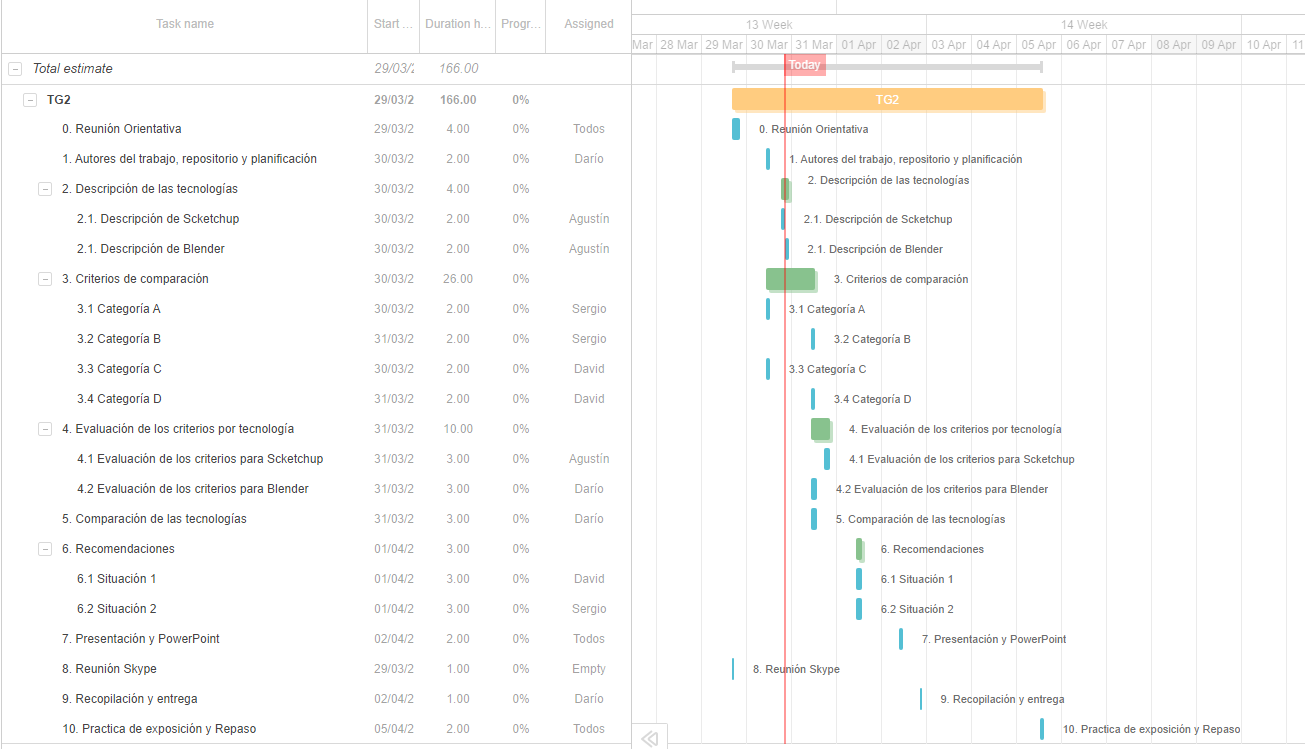 Task name Start ... Duration h... Progr... Assigned
13 Week 14 Week
Mar 28 Mar 29 Mar 30 Mar 31 Mar 01 Apr 02 Apr 03 Apr 04 Apr 05 Apr 06 Apr 07 Apr 08 Apr 09 Apr 10 Apr 11
Total estimate 29/03/2 166.00 Today
TG2 29/03/2 166.00 0% TG2
0. Reunión Orientativa 29/03/2 4.00 0% Todos 0. Reunión Orientativa
1. Autores del trabajo, repositorio y planificación 30/03/2 2.00 0% Darío 1. Autores del trabajo, repositorio y planificación
2. Descripción de las tecnologías 30/03/2 4.00 0% 2. Descripción de las tecnologías
2.1. Descripción de Scketchup 30/03/2 2.00 0% Agustín 2.1. Descripción de Scketchup
2.1. Descripción de Blender 30/03/2 2.00 0% Agustín 2.1. Descripción de Blender
3. Criterios de comparación 30/03/2 26.00 0% 3. Criterios de comparación
3.1 Categoría A 30/03/2 2.00 0% Sergio 3.1 Categoría A
3.2 Categoría B 31/03/2 2.00 0% Sergio 3.2 Categoría B
3.3 Categoría C 30/03/2 2.00 0% David 3.3 Categoría C
3.4 Categoría D 31/03/2 2.00 0% David 3.4 Categoría D
4. Evaluación de los criterios por tecnología 31/03/2 10.00 0% 4. Evaluación de los criterios por tecnología
4.1 Evaluación de los criterios para Scketchup 31/03/2 3.00 0% Agustín 4.1 Evaluación de los criterios para Scketchup
4.2 Evaluación de los criterios para Blender 31/03/2 3.00 0% Darío 4.2 Evaluación de los criterios para Blender
5. Comparación de las tecnologías 31/03/2 3.00 0% Darío 5. Comparación de las tecnologías
6. Recomendaciones 01/04/2 3.00 0% 6. Recomendaciones
6.1 Situación 1 01/04/2 3.00 0% David 6.1 Situación 1
6.2 Situación 2 01/04/2 3.00 0% Sergio 6.2 Situación 2
7. Presentación y PowerPoint 02/04/2 2.00 0% Todos 7. Presentación y PowerPoint
8. Reunión Skype 29/03/2 1.00 0% Empty 8. Reunión Skype
9. Recopilación y entrega 02/04/2 1.00 0% Darío 9. Recopilación y entrega
10. Practica de exposición y Repaso 05/04/2 2.00 0% Todos 10. Practica de exposición y Repaso